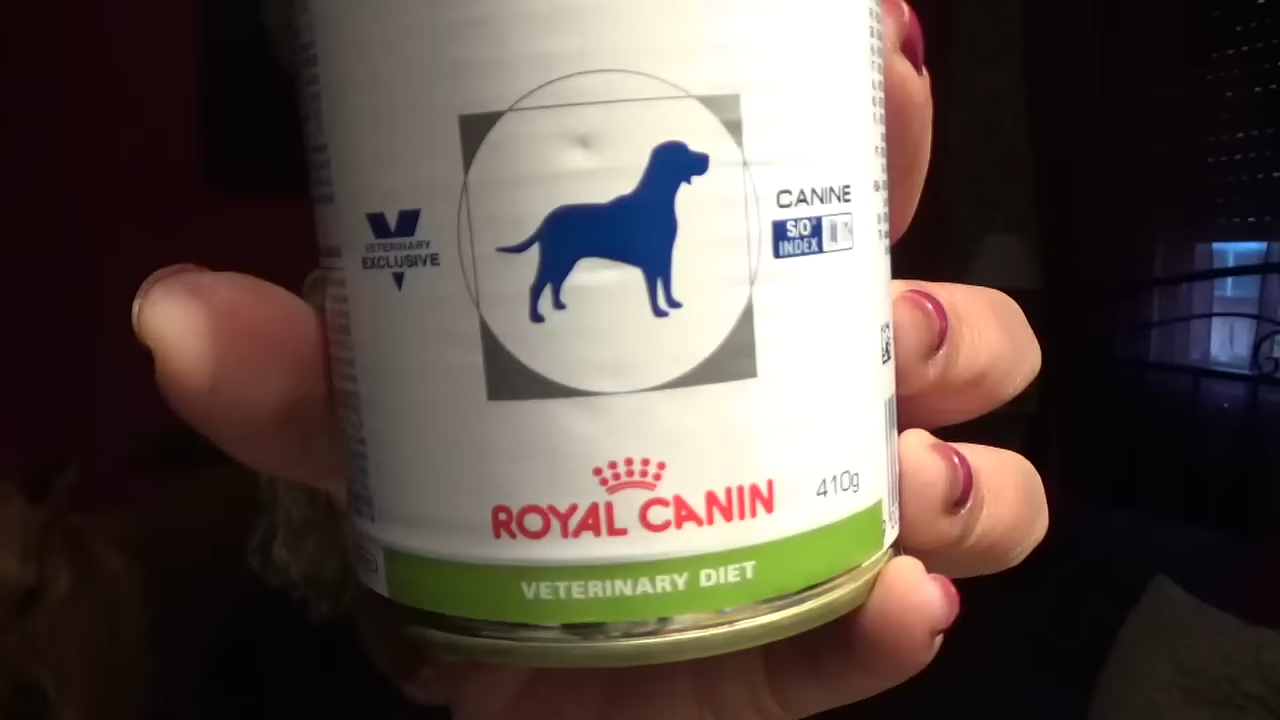 VETERINARY
EXCLUSIVE
CANINE
S/O
INDEX
ROYAL CANIN
410g
VETERINARY DIET